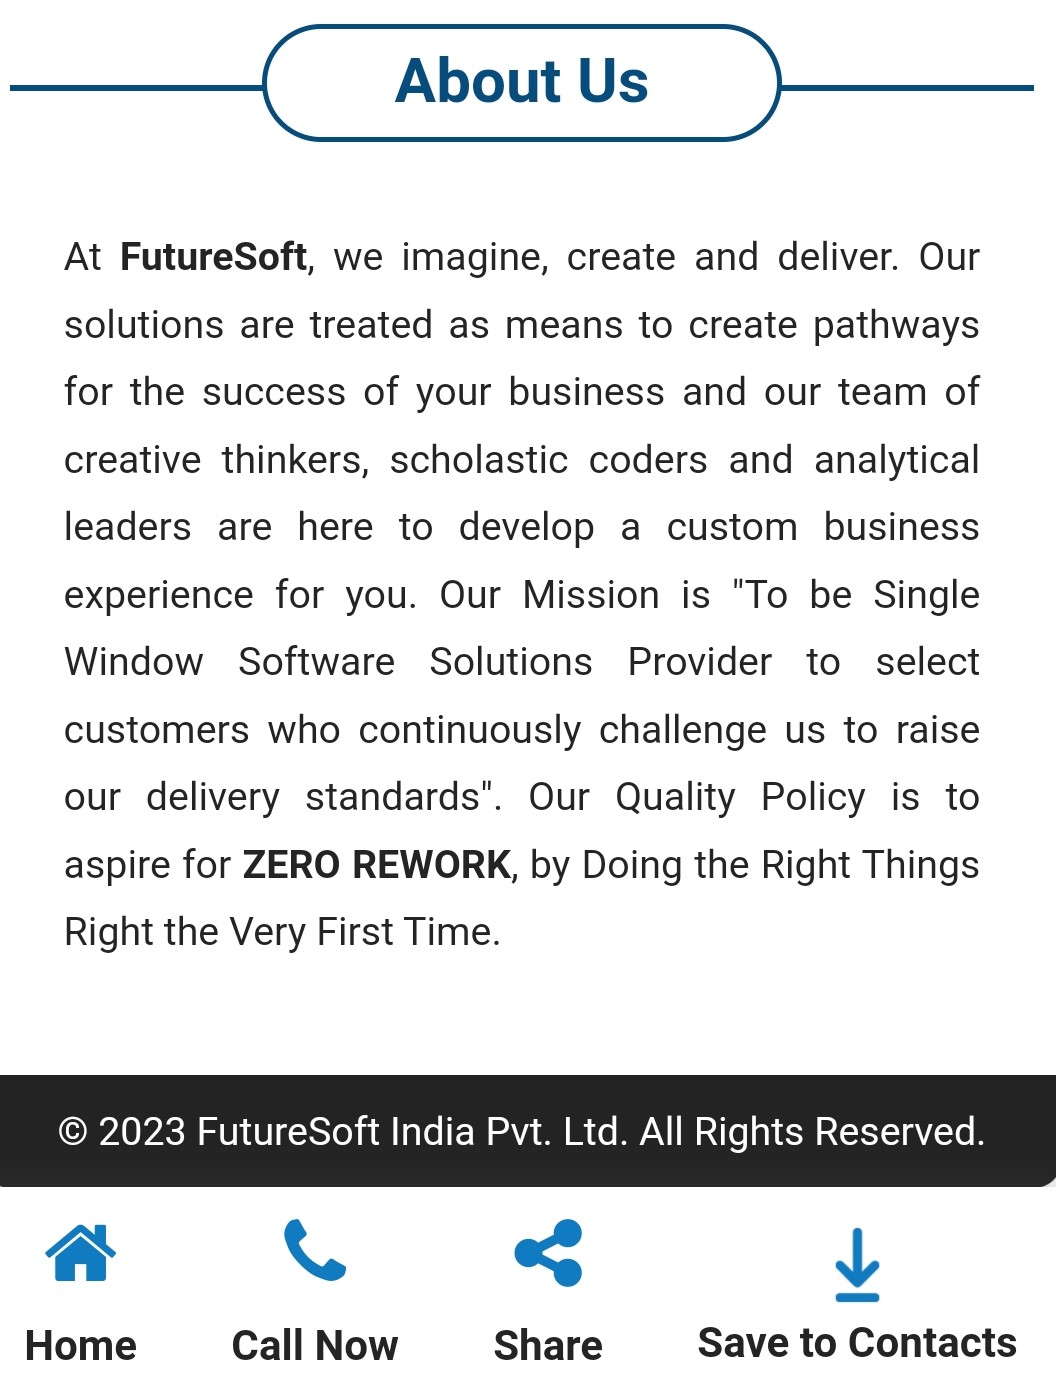 About Us
At FutureSoft, we imagine, create and deliver. Our
solutions are treated as means to create pathways
for the success of your business and our team of
creative thinkers, scholastic coders and analytical
leaders are here to develop a custom business
experience for you. Our Mission is "To be Single
Window Software Solutions Provider to select
customers who continuously challenge us to raise
our delivery standards". Our Quality Policy is to
aspire for ZERO REWORK, by Doing the Right Things
Right the Very First Time.
© 2023 FutureSoft India Pvt. Ltd. All Rights Reserved.
Home Call Now Share Save to Contacts